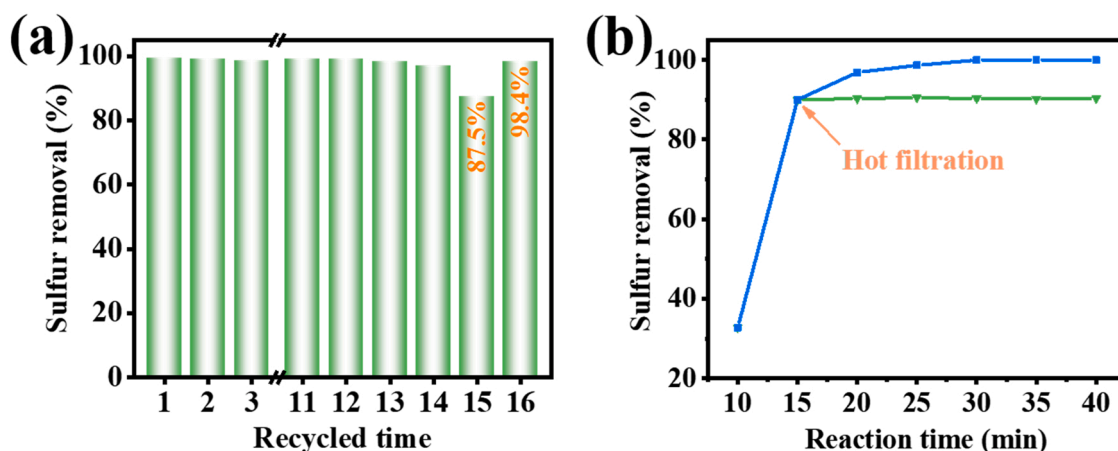 (a)
Sulfur removal (%)
100
80
60
40
20
0
87.5%
98.4%
1 2 3 11 12 13 14 15 16
Recycled time
(b)
Sulfur removal (%)
100
80
60
40
20
Hot filtration
10 15 20 25 30 35 40
Reaction time (min)